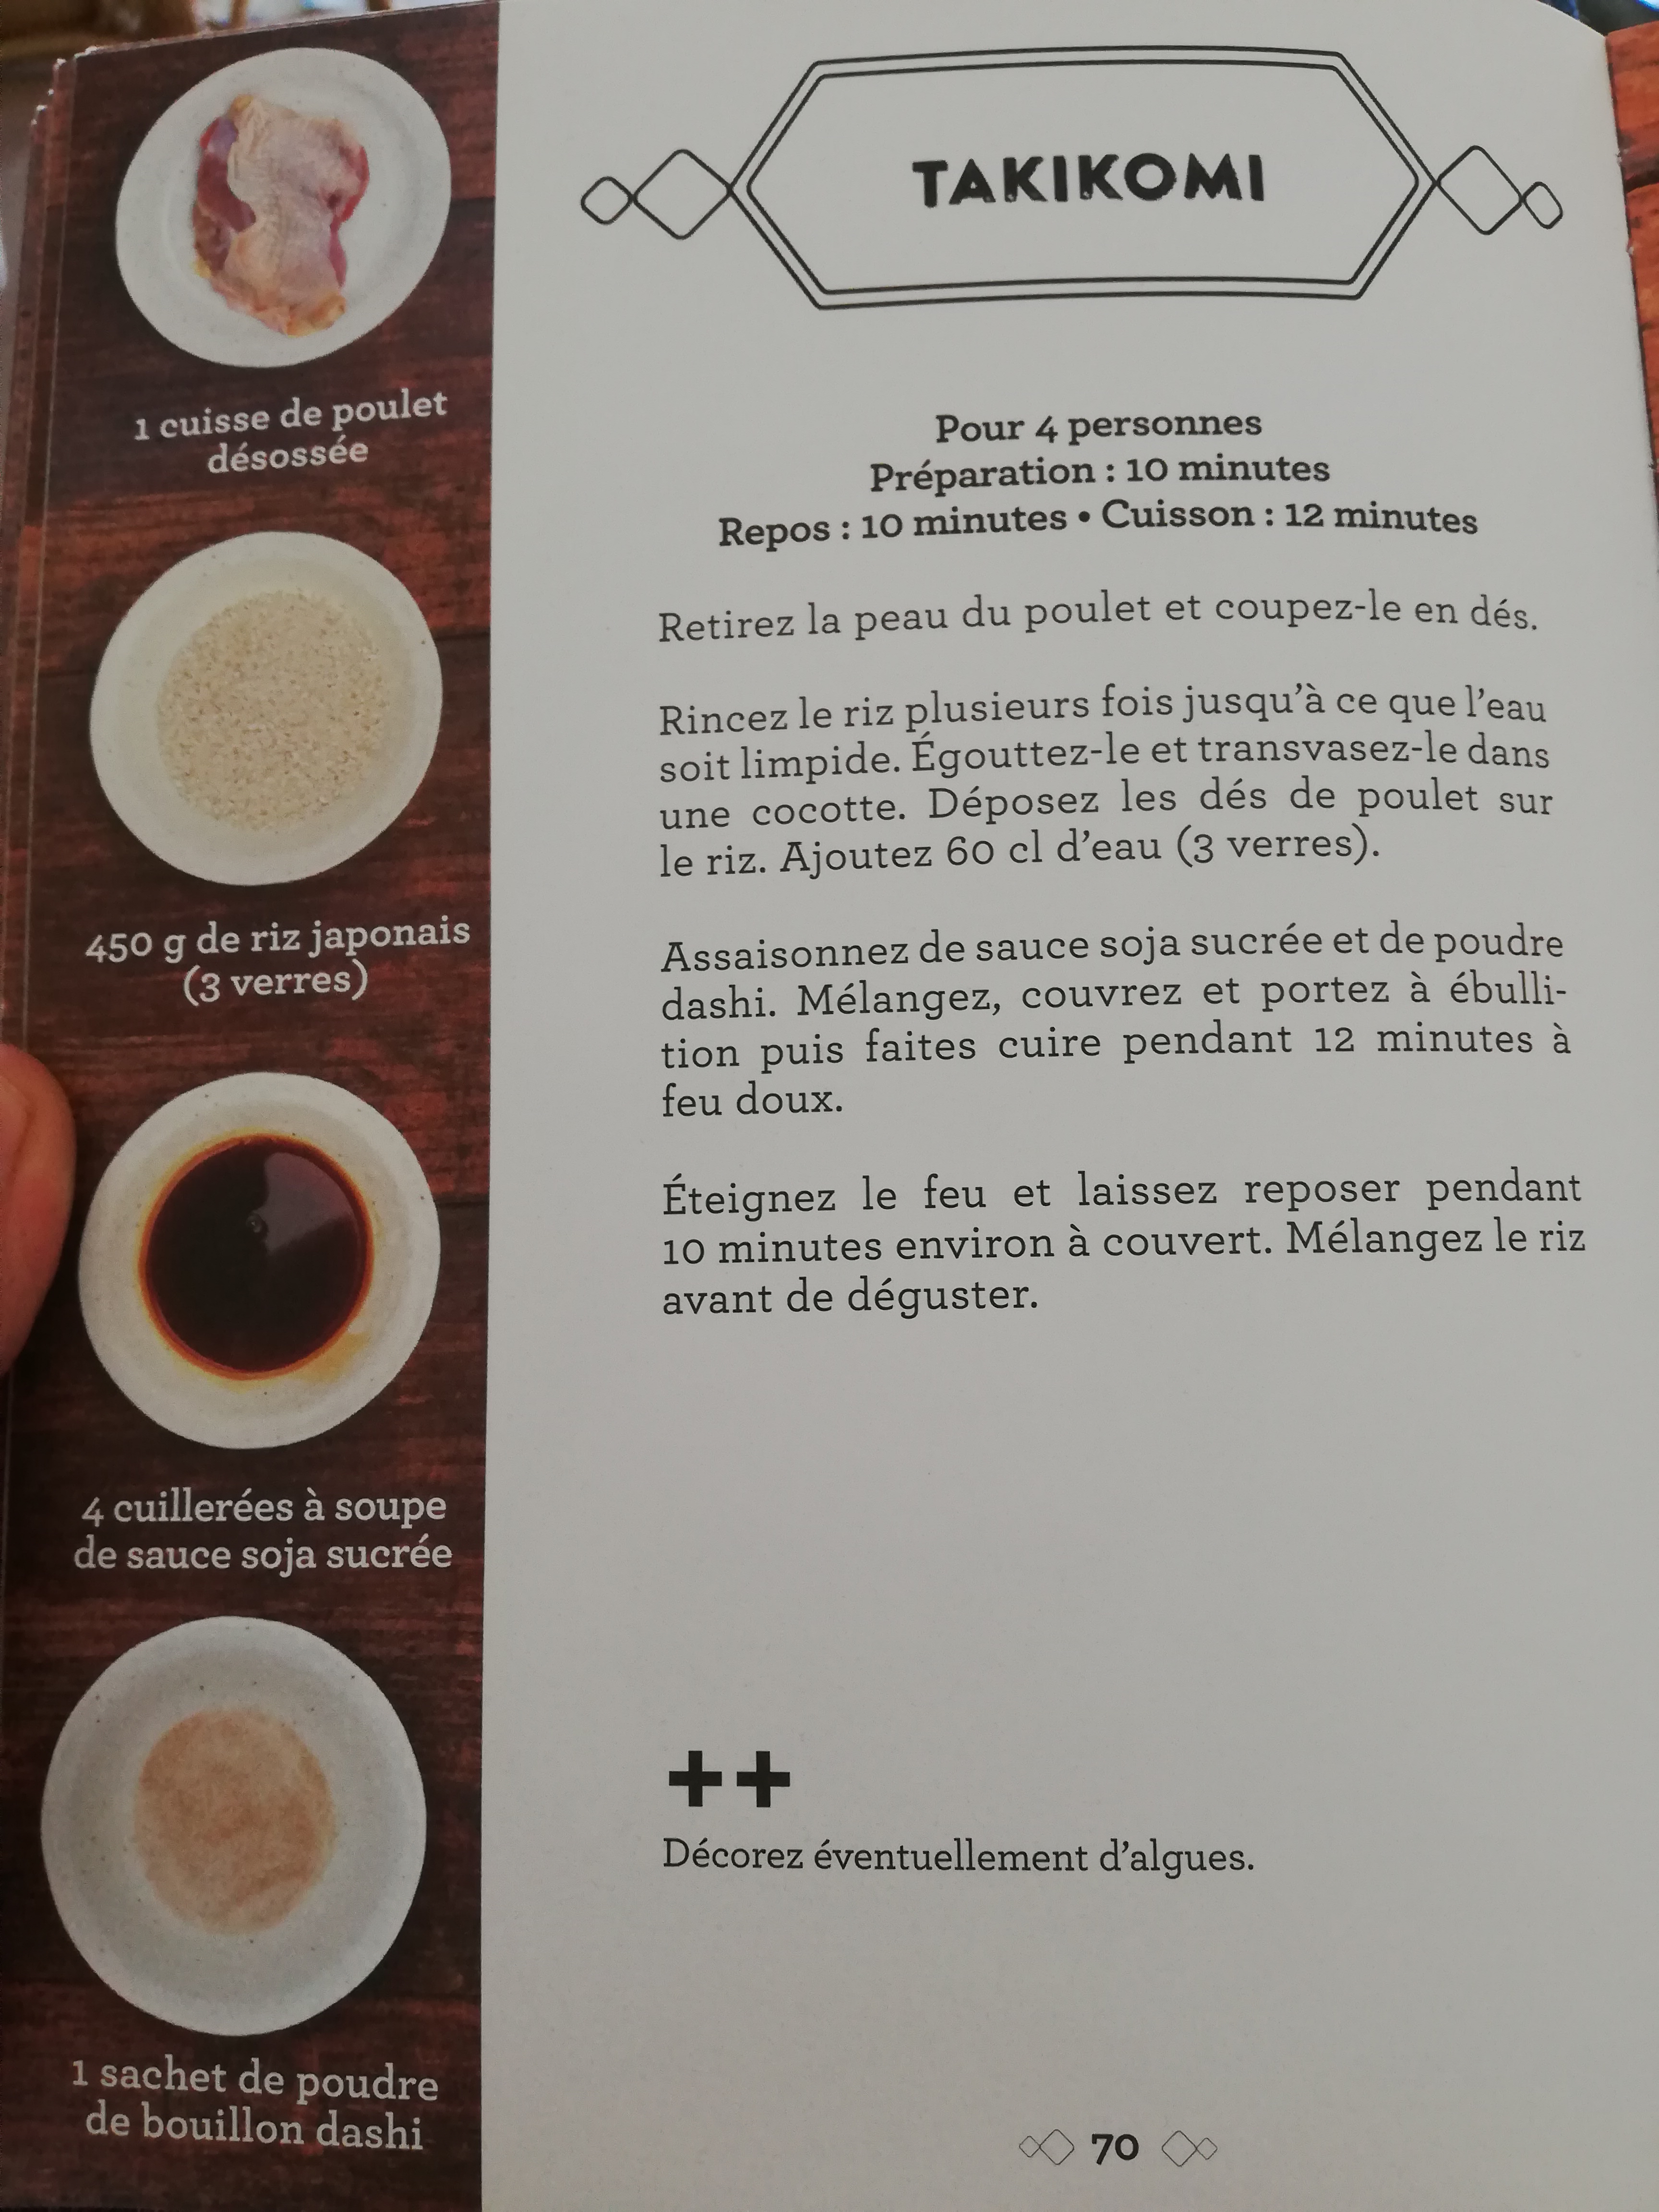 TAKIKOMI
Pour 4 personnes
Préparation : 10 minutes
Repos : 10 minutes • Cuisson : 12 minutes
1 cuisse de poulet
désossée
450 g de riz japonais
(3 verres)
4 cuillerées à soupe
de sauce soja sucrée
1 sachet de poudre
de bouillon dashi
Retirez la peau du poulet et coupez-le en dés.
Rincez le riz plusieurs fois jusqu’à ce que l’eau
soit limpide. Égouttez-le et transvasez-le dans
une cocotte. Déposez les dés de poulet sur
le riz. Ajoutez 60 cl d’eau (3 verres).
Assaisonnez de sauce soja sucrée et de poudre
dashi. Mélangez, couvrez et portez à ébulli-
tion puis faites cuire pendant 12 minutes à
feu doux.
Éteignez le feu et laissez reposer pendant
10 minutes environ à couvert. Mélangez le riz
avant de déguster.
++
Décorez éventuellement d’algues.
70